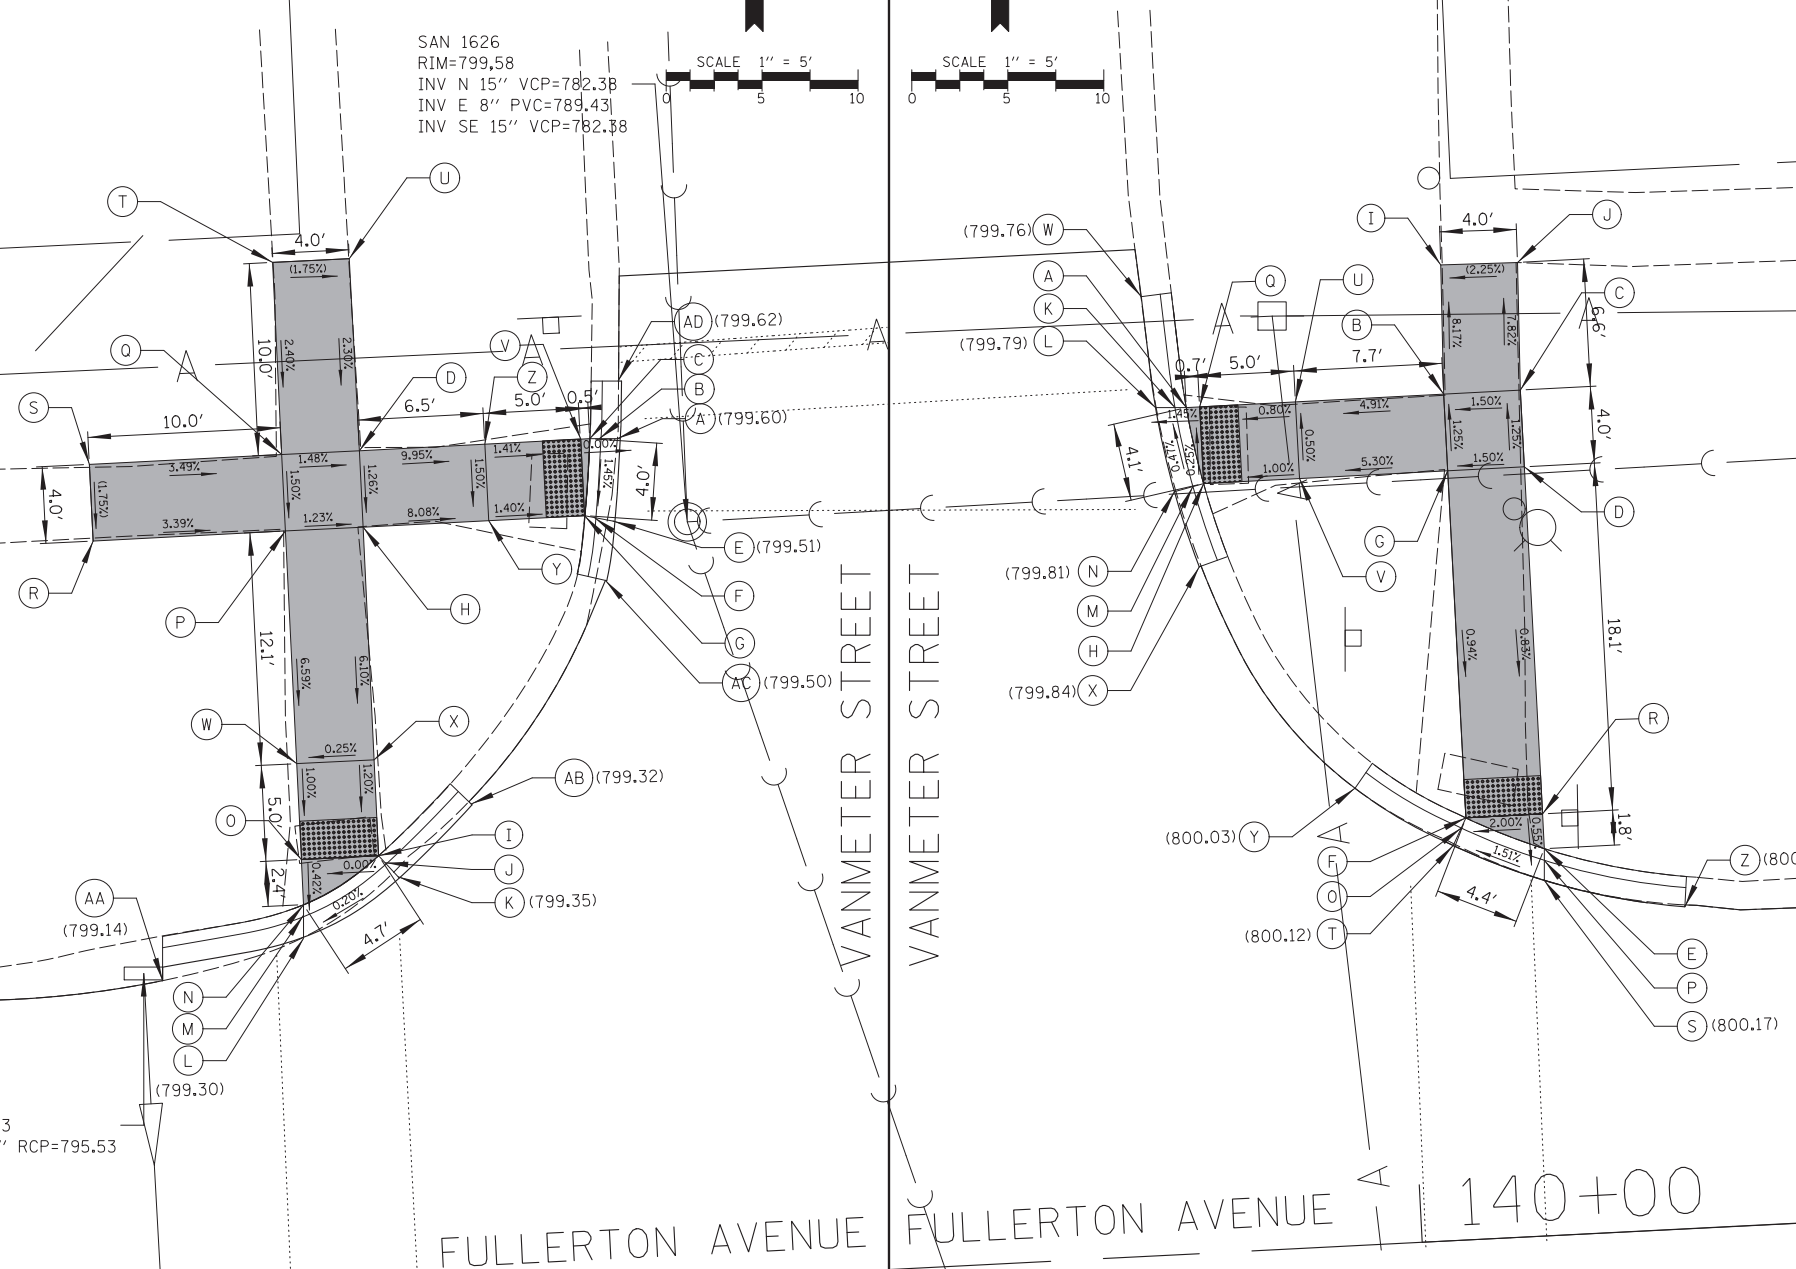 SAN 1626
RIM=799.58
INV N 15" VCP=782.38
INV E 8" PVC=789.43
INV SE 15" VCP=782.38
SCALE 1" = 5'
0 5 10
SCALE 1" = 5'
0 5 10
T
U
4.0'
(1.75%)
10.0'
2.40%
2.30%
Q
V
AD (799.62)
C
D
Z
B
A (799.60)
S
10.0'
6.5'
5.0'
0.5'
3.49%
1.48%
9.95%
1.41%
0.00%
4.0'
(1.75%)
1.50%
1.26%
1.50%
1.45%
4.0'
3.39%
1.23%
8.08%
1.40%
R
P
H
Y
E (799.51)
F
G
AC (799.50)
12.1'
6.59%
6.10%
W
X
0.25%
1.00%
1.20%
5.0'
AB (799.32)
O
I
J
K (799.35)
0.00%
0.42%
2.4'
0.20%
4.7'
AA
(799.14)
N
M
L
(799.30)
3
" RCP=795.53
VANMETER STREET
FULLERTON AVENUE
(799.76) W
A
K
(799.79) L
Q
U
B
I
J
4.0'
(2.25%)
C
8.17%
7.82%
6.6'
0.7'
5.0'
7.7'
1.45%
0.80%
4.91%
1.50%
4.1'
0.47%
0.25%
0.50%
1.25%
1.25%
4.0'
1.00%
5.30%
1.50%
(799.81) N
M
H
(799.84) X
G
V
D
0.94%
0.83%
18.1'
R
(800.03) Y
2.00%
0.55%
1.8'
1.51%
F
O
(800.12) T
4.4'
Z (800
E
P
S (800.17)
VANMETER STREET
FULLERTON AVENUE
140+00
A
A
A
A
A
A
A